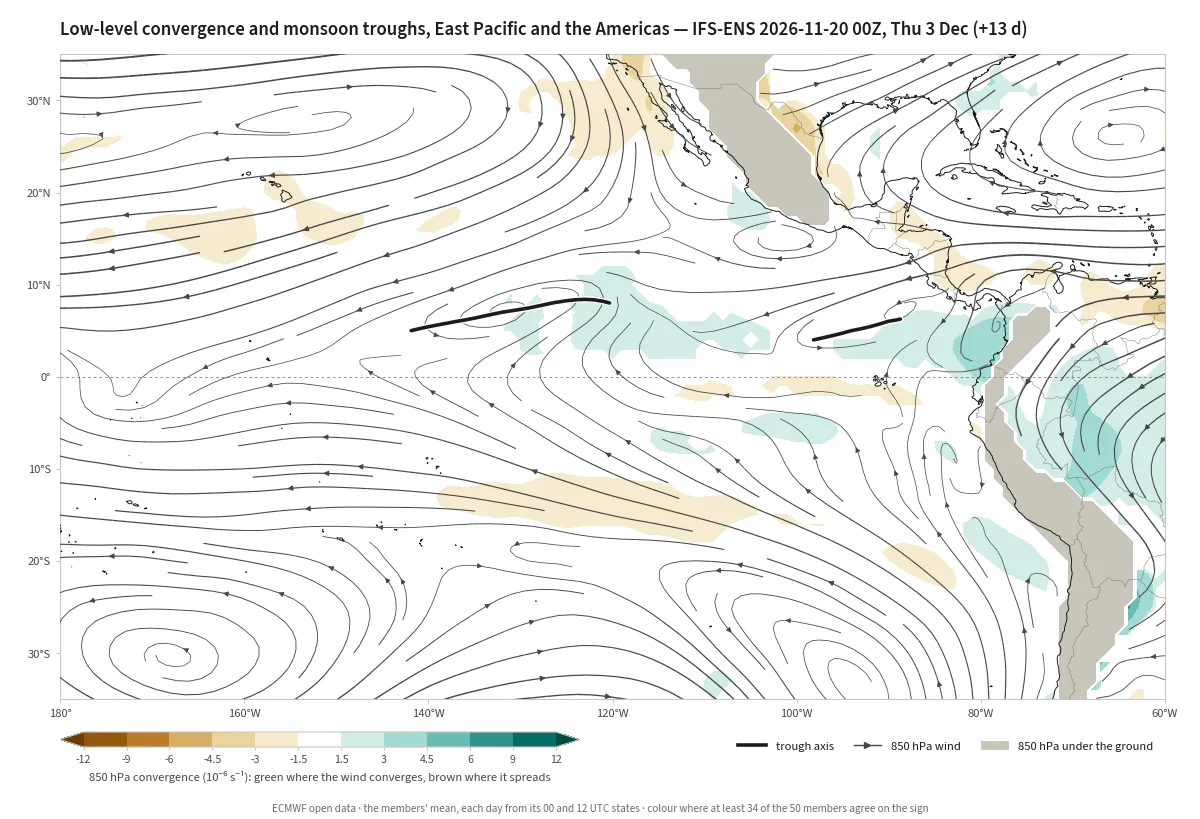 Low-level convergence and monsoon troughs, East Pacific and the Americas — IFS-ENS 2026-11-20 00Z, Thu 3 Dec (+13 d)
30°N
20°N
10°N
0°
10°S
20°S
30°S
180° 160°W 140°W 120°W 100°W 80°W 60°W
-12 -9 -6 -4.5 -3 -1.5 1.5 3 4.5 6 9 12
850 hPa convergence (10⁻⁶ s⁻¹): green where the wind converges, brown where it spreads
trough axis 850 hPa wind 850 hPa under the ground
ECMWF open data · the members' mean, each day from its 00 and 12 UTC states · colour where at least 34 of the 50 members agree on the sign